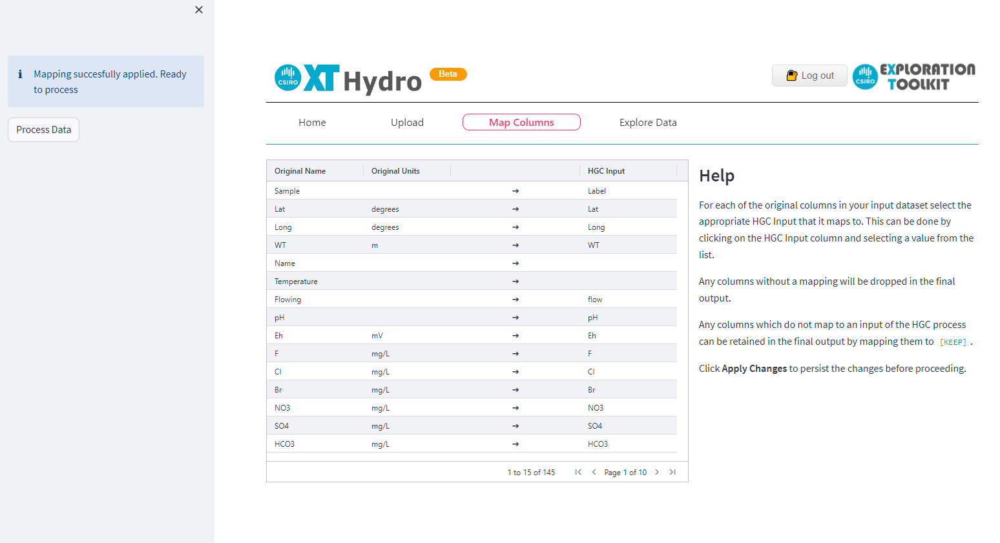 Mapping succesfully applied. Ready
to process
Process Data
CSIRO XT Hydro Beta
Log out
CSIRO EXPLORATION
TOOLKIT
Home Upload Map Columns Explore Data
Original Name Original Units HGC Input
Sample ➔ Label
Lat degrees ➔ Lat
Long degrees ➔ Long
WT m ➔ WT
Name ➔
Temperature ➔
Flowing ➔ flow
pH ➔ pH
Eh mV ➔ Eh
F mg/L ➔ F
Cl mg/L ➔ Cl
Br mg/L ➔ Br
NO3 mg/L ➔ NO3
SO4 mg/L ➔ SO4
HCO3 mg/L ➔ HCO3
1 to 15 of 145 Page 1 of 10
Help
For each of the original columns in your input dataset select the
appropriate HGC Input that it maps to. This can be done by
clicking on the HGC Input column and selecting a value from the
list.
Any columns without a mapping will be dropped in the final
output.
Any columns which do not map to an input of the HGC process
can be retained in the final output by mapping them to [KEEP] .
Click Apply Changes to persist the changes before proceeding.